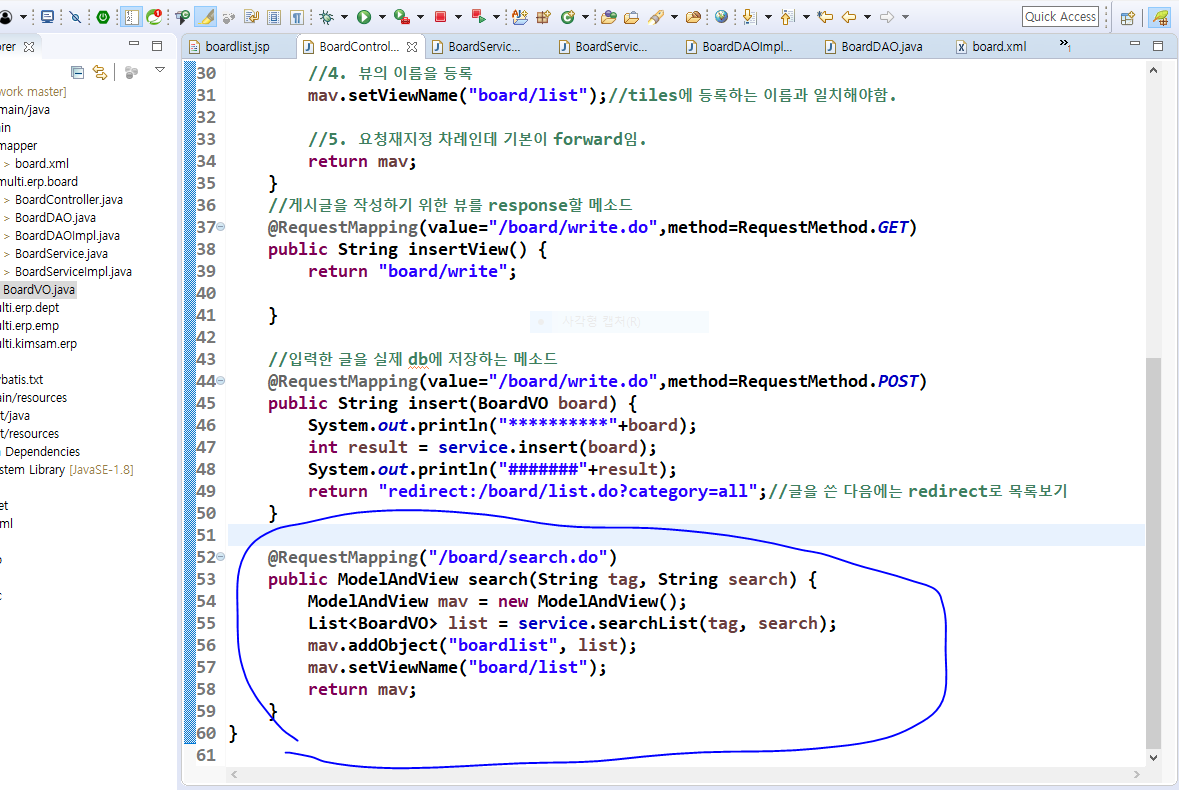 Quick Access
orer
boardlist.jsp
BoardControl...
BoardServic...
BoardServic...
BoardDAOImpl...
BoardDAO.java
board.xml
»1
work master]
main/java
in
mapper
> board.xml
multi.erp.board
> BoardController.java
> BoardDAO.java
> BoardDAOImpl.java
> BoardService.java
> BoardServiceImpl.java
BoardVO.java
ulti.erp.dept
ulti.erp.emp
ulti.kimsam.erp
ybatis.txt
ain/resources
t/java
t/resources
Dependencies
stem Library [JavaSE-1.8]
et
ml
30 //4. 뷰의 이름을 등록
31 mav.setViewName("board/list");//tiles에 등록하는 이름과 일치해야함.
32
33 //5. 요청재지정 차례인데 기본이 forward임.
34 return mav;
35 }
36 //게시글을 작성하기 위한 뷰를 response할 메소드
37 @RequestMapping(value="/board/write.do",method=RequestMethod.GET)
38 public String insertView() {
39 return "board/write";
40
41 }
사각형 캡처(R)
42
43 //입력한 글을 실제 db에 저장하는 메소드
44 @RequestMapping(value="/board/write.do",method=RequestMethod.POST)
45 public String insert(BoardVO board) {
46 System.out.println("**********"+board);
47 int result = service.insert(board);
48 System.out.println("#######"+result);
49 return "redirect:/board/list.do?category=all";//글을 쓴 다음에는 redirect로 목록보기
50 }
51
52 @RequestMapping("/board/search.do")
53 public ModelAndView search(String tag, String search) {
54 ModelAndView mav = new ModelAndView();
55 List<BoardVO> list = service.searchList(tag, search);
56 mav.addObject("boardlist", list);
57 mav.setViewName("board/list");
58 return mav;
59 }
60 }
61